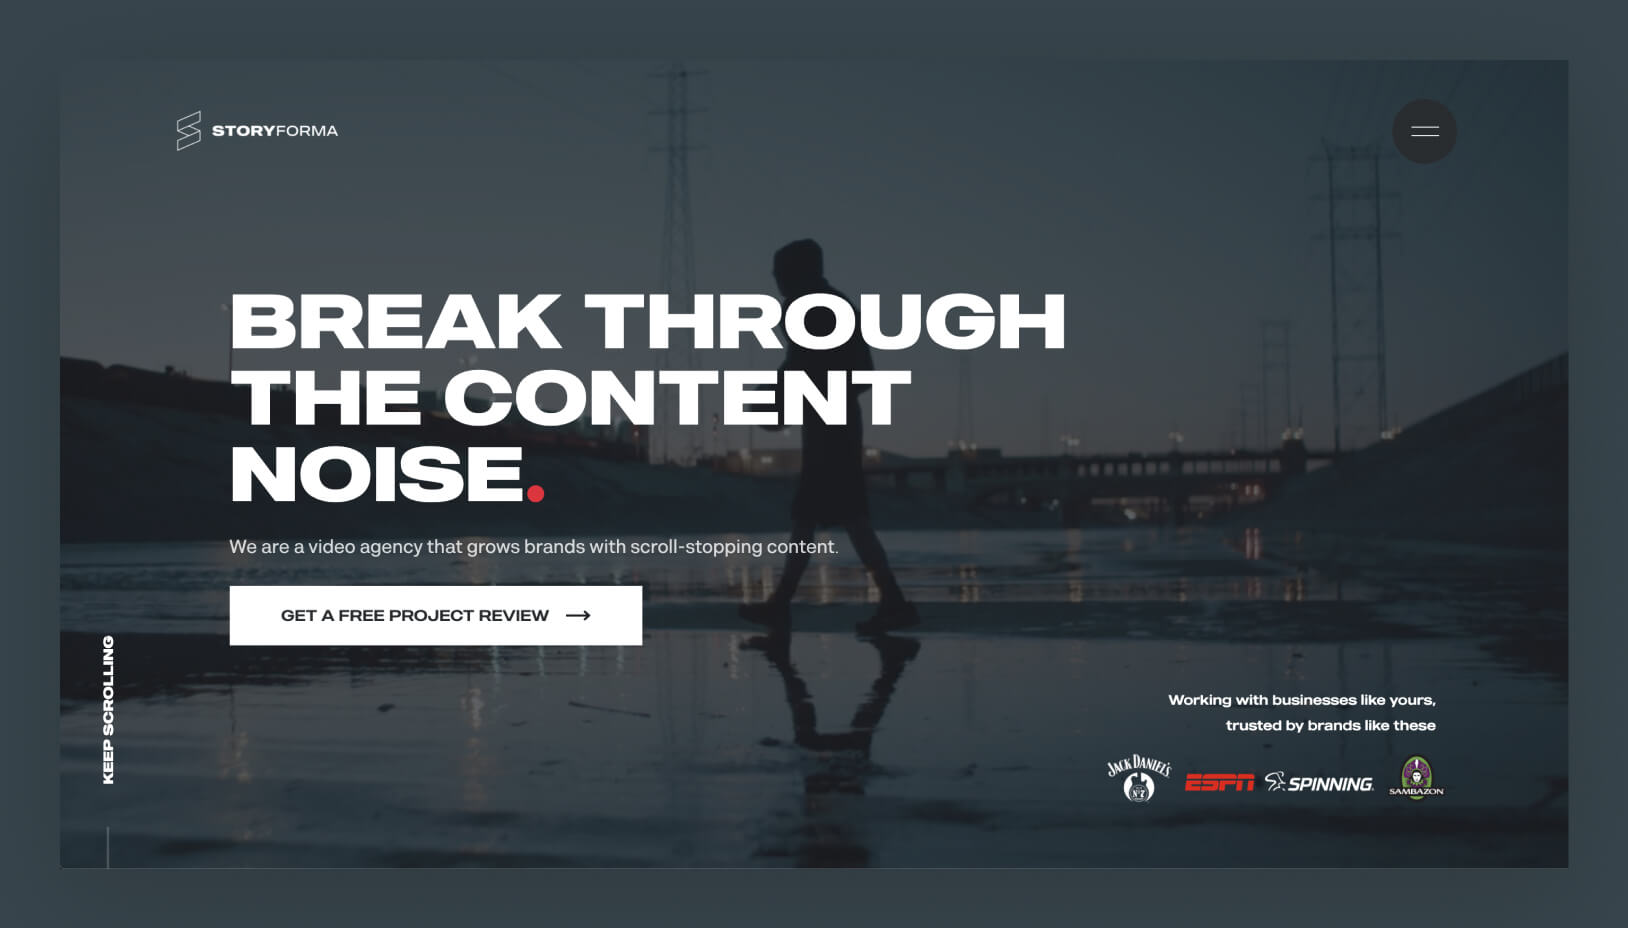 STORYFORMA
BREAK THROUGH
THE CONTENT
NOISE.
We are a video agency that grows brands with scroll-stopping content.
GET A FREE PROJECT REVIEW
KEEP SCROLLING
Working with businesses like yours,
trusted by brands like these
JACK DANIEL'S
Nº7
ESPN
SPINNING
SAMBAZON